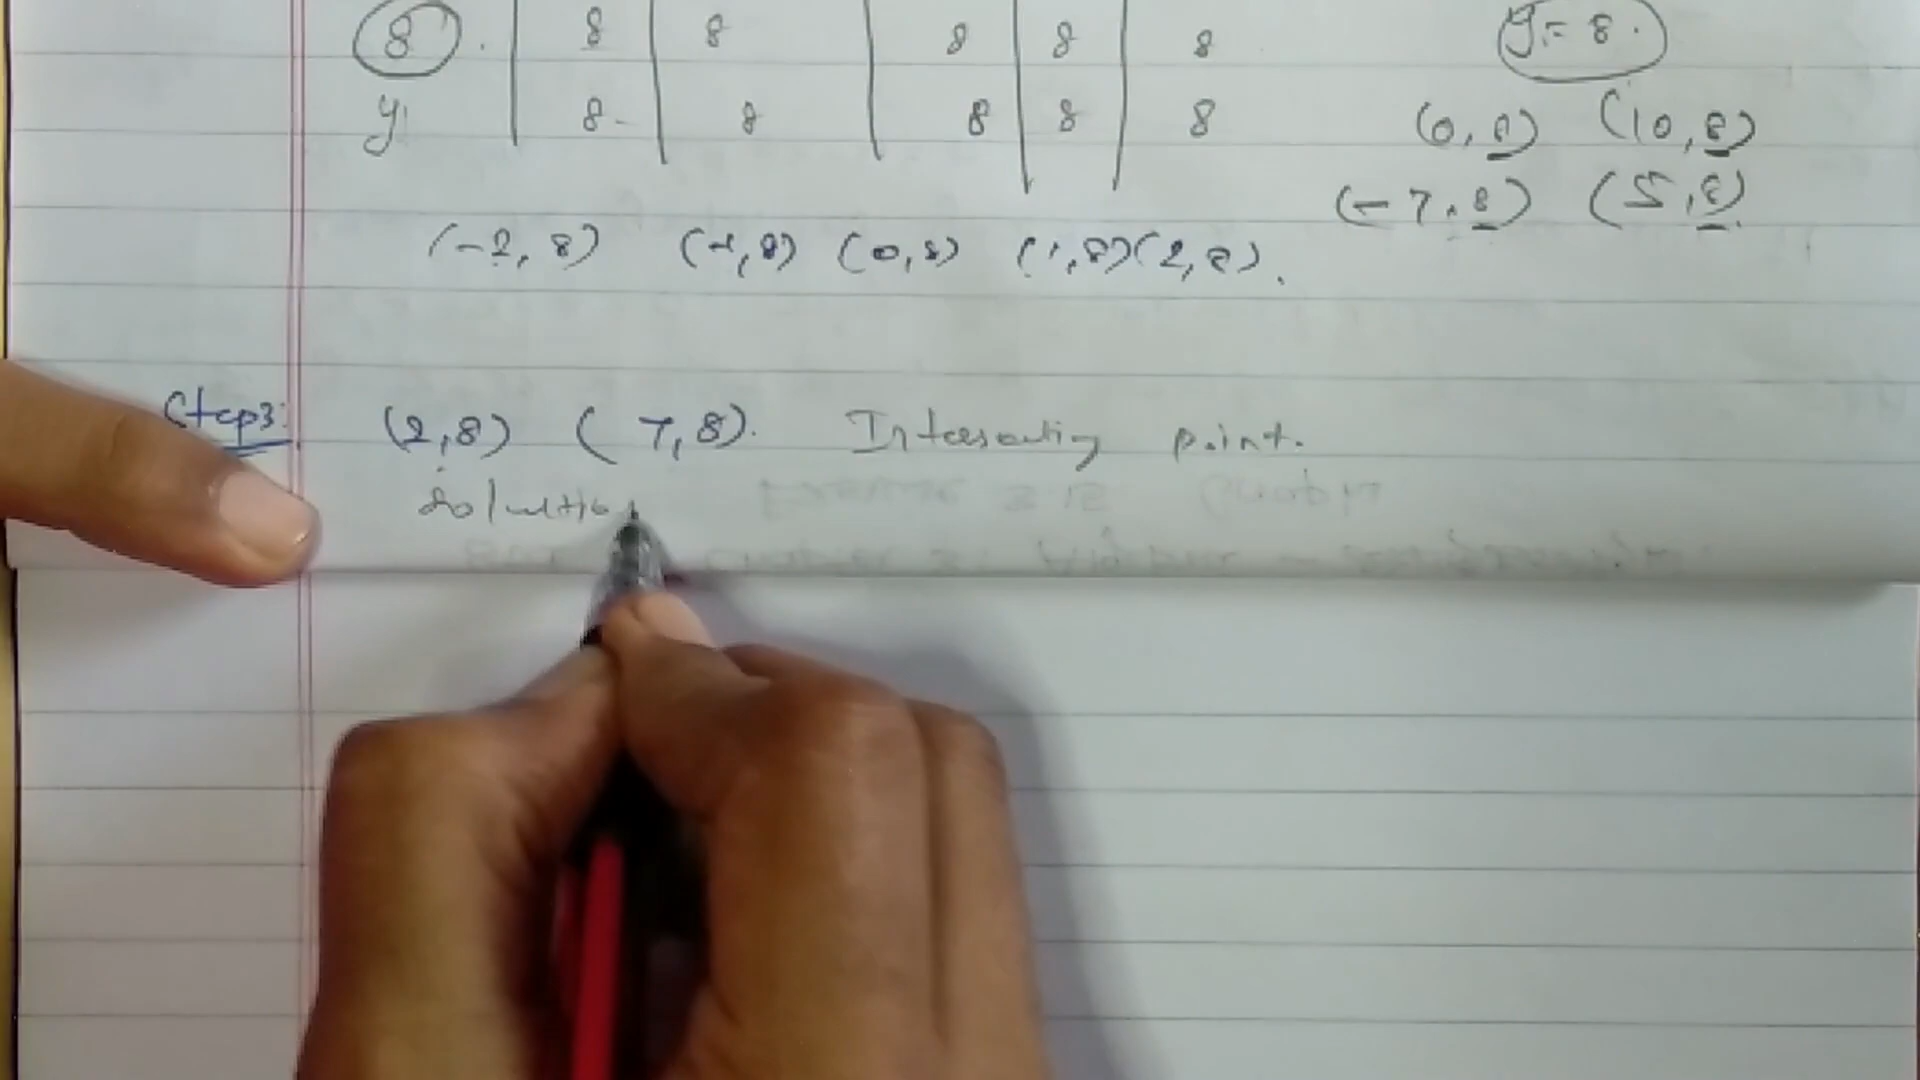 8 . 8 8 8 8 8 y = 8 .
y 8 - 8 8 8 8 (0, 8) (10, 8)
(-7, 8) (5, 8)
(-2, 8) (-1, 8) (0, 8) (1, 8) (2, 8).
Step3: (2, 8) ( 7, 8). Intersecting point.
Solution